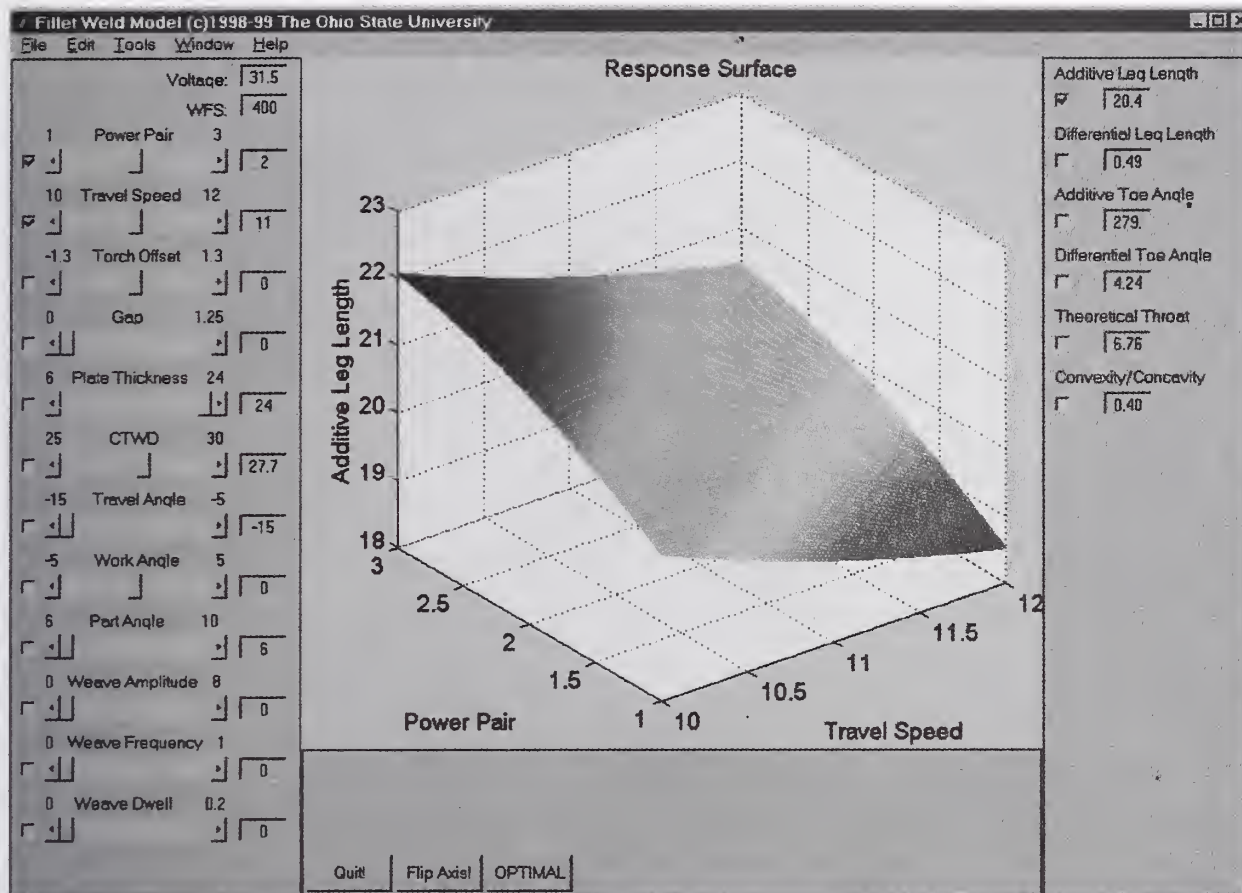 Fillet Weld Model (c)1998-99 The Ohio State University
File Edit Tools Window Help
Voltage: 31.5
WFS: 400
1 Power Pair 3
2
10 Travel Speed 12
11
-1.3 Torch Offset 1.3
0
0 Gap 1.25
0
6 Plate Thickness 24
24
25 CTWD 30
27.7
-15 Travel Angle -5
-15
-5 Work Angle 5
0
6 Part Angle 10
6
0 Weave Amplitude 8
0
0 Weave Frequency 1
0
0 Weave Dwell 0.2
0
Response Surface
Additive Leg Length
23
22
21
20
19
18
3
2.5
2
1.5
1
Power Pair
10
10.5
11
11.5
12
Travel Speed
Quit! Flip Axis! OPTIMAL
Additive Leg Length
20.4
Differential Leg Length
0.49
Additive Toe Angle
279.
Differential Toe Angle
4.24
Theoretical Throat
6.76
Convexity/Concavity
0.40